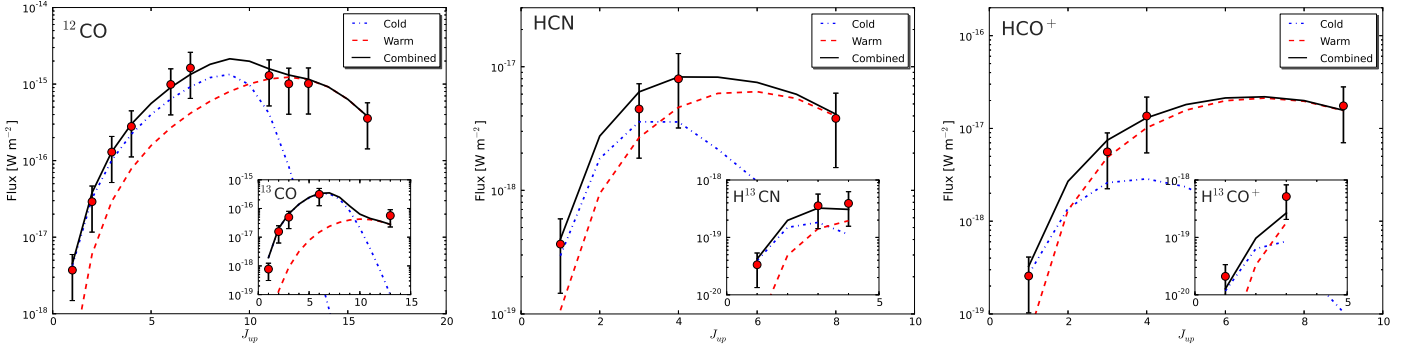 ¹²CO
Cold
Warm
Combined
Flux [W m⁻²]
10⁻¹⁴
10⁻¹⁵
10⁻¹⁶
10⁻¹⁷
10⁻¹⁸
0 5 10 15 20
J_up
¹³CO
10⁻¹⁵
10⁻¹⁶
10⁻¹⁷
10⁻¹⁸
10⁻¹⁹
0 5 10 15
HCN
Cold
Warm
Combined
Flux [W m⁻²]
10⁻¹⁷
10⁻¹⁸
10⁻¹⁹
0 2 4 6 8 10
J_up
H¹³CN
10⁻¹⁸
10⁻¹⁹
10⁻²⁰
0 5
HCO⁺
Cold
Warm
Combined
Flux [W m⁻²]
10⁻¹⁶
10⁻¹⁷
10⁻¹⁸
10⁻¹⁹
0 2 4 6 8 10
J_up
H¹³CO⁺
10⁻¹⁸
10⁻¹⁹
10⁻²⁰
0 5